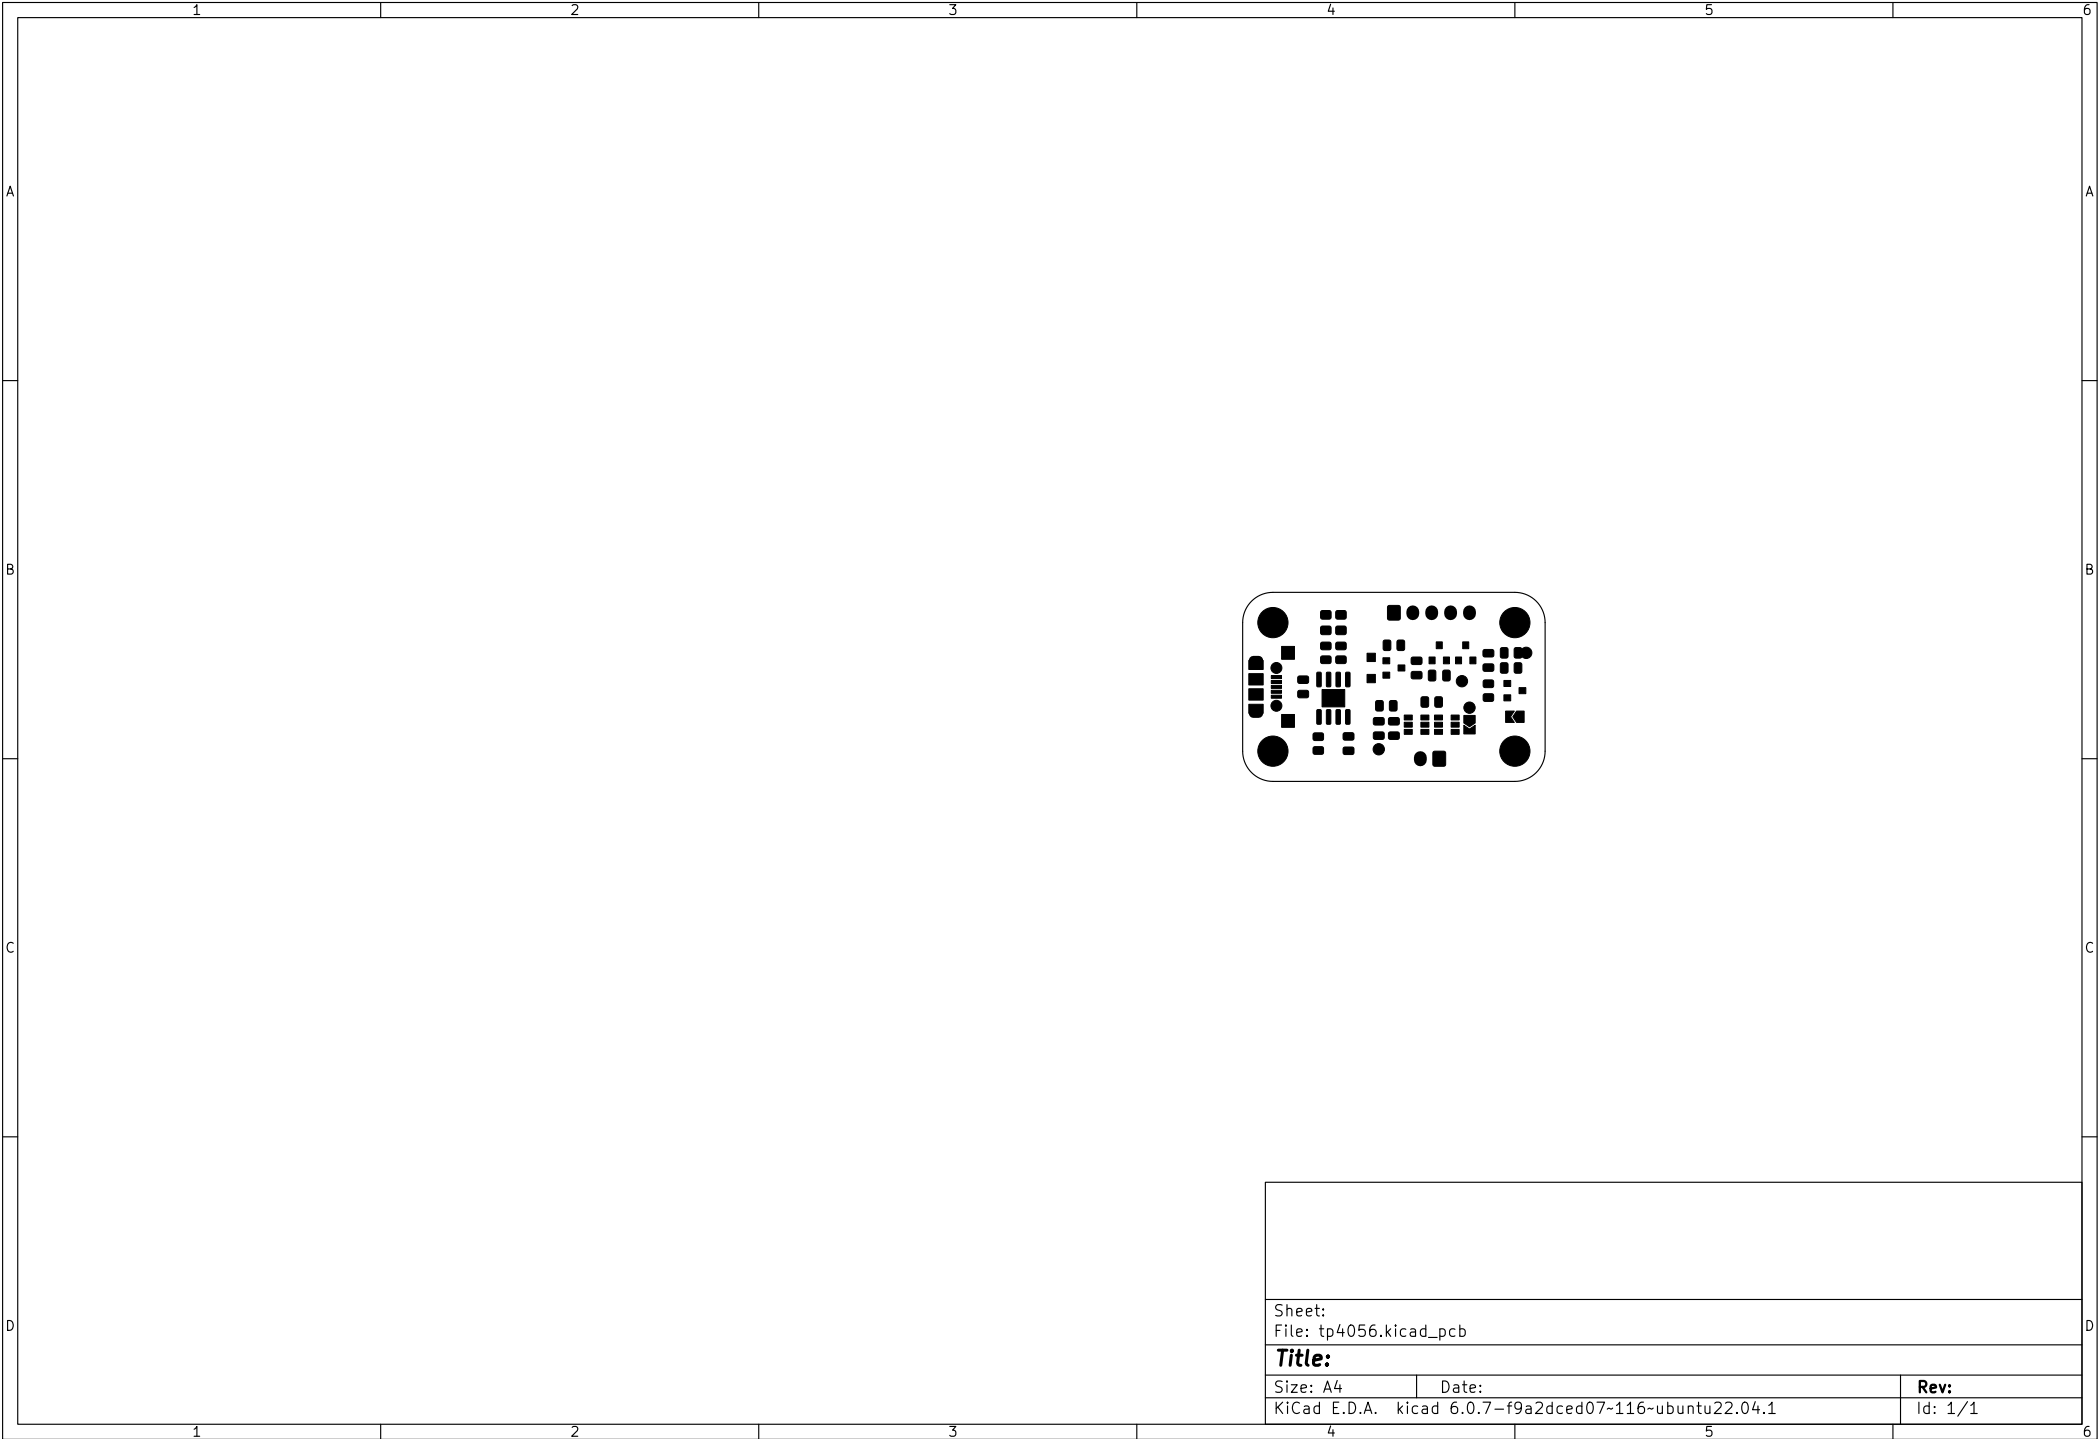 1 2 3 4 5 6
A A
B B
C C
D D
Sheet:
File: tp4056.kicad_pcb
Title:
Size: A4 Date: Rev:
KiCad E.D.A. kicad 6.0.7-f9a2dced07~116~ubuntu22.04.1 Id: 1/1
1 2 3 4 5 6